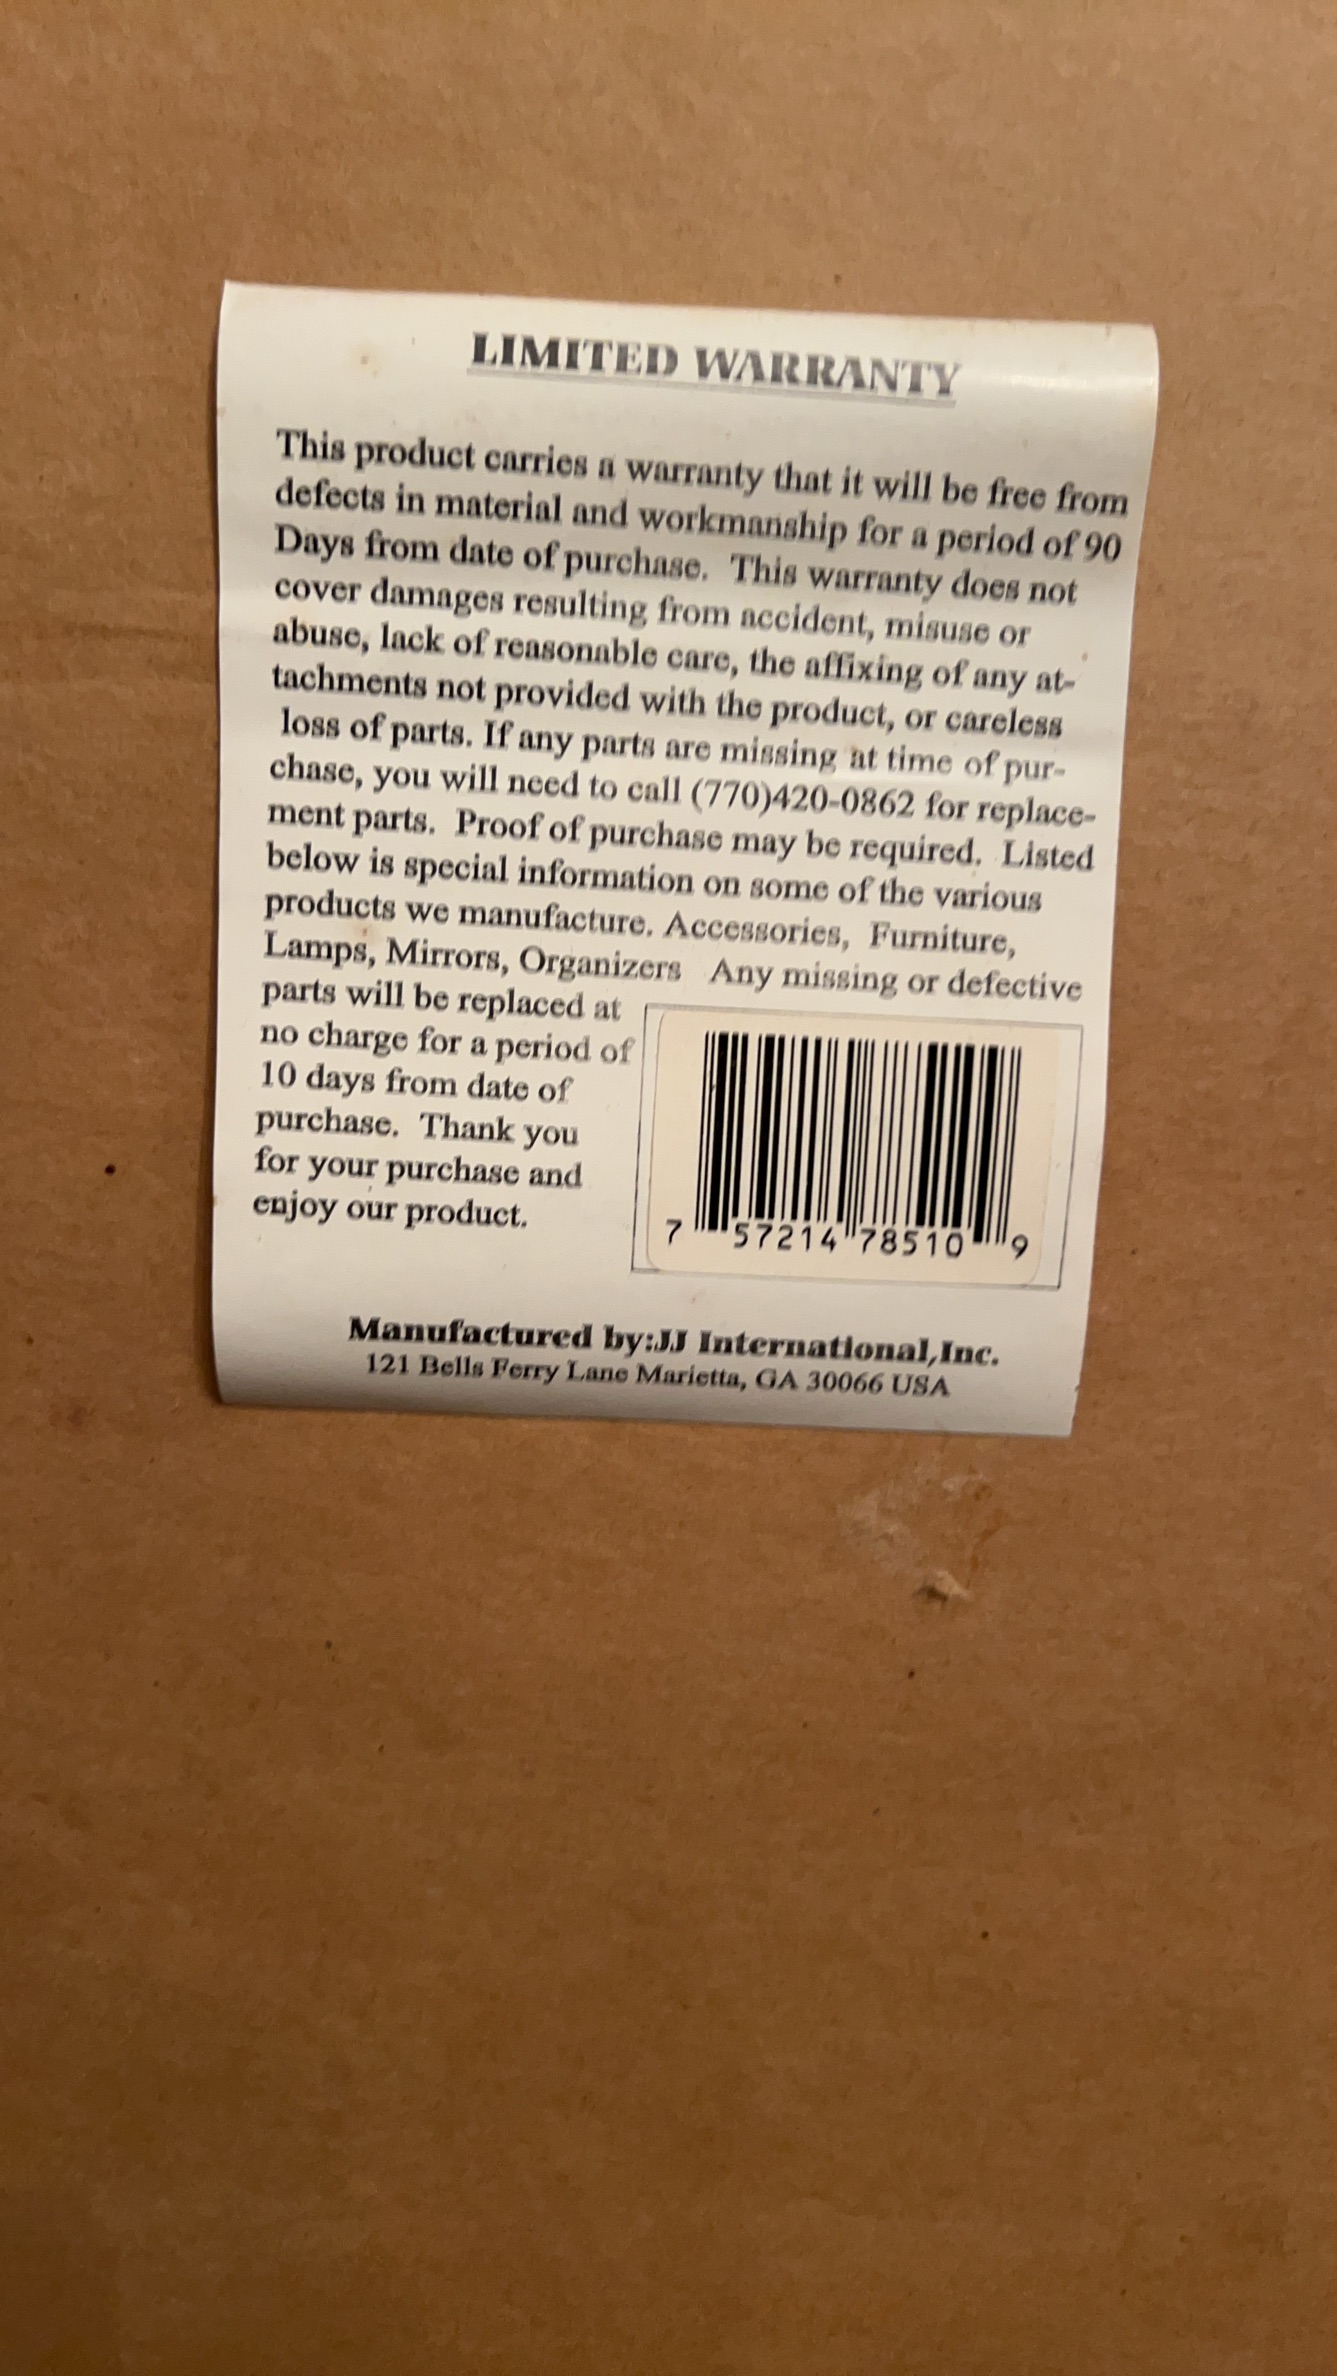 LIMITED WARRANTY
This product carries a warranty that it will be free from
defects in material and workmanship for a period of 90
Days from date of purchase. This warranty does not
cover damages resulting from accident, misuse or
abuse, lack of reasonable care, the affixing of any at-
tachments not provided with the product, or careless
loss of parts. If any parts are missing at time of pur-
chase, you will need to call (770)420-0862 for replace-
ment parts. Proof of purchase may be required. Listed
below is special information on some of the various
products we manufacture. Accessories, Furniture,
Lamps, Mirrors, Organizers Any missing or defective
parts will be replaced at
no charge for a period of
10 days from date of
purchase. Thank you
for your purchase and
enjoy our product.
7 57214 78510 9
Manufactured by:JJ International,Inc.
121 Bells Ferry Lane Marietta, GA 30066 USA